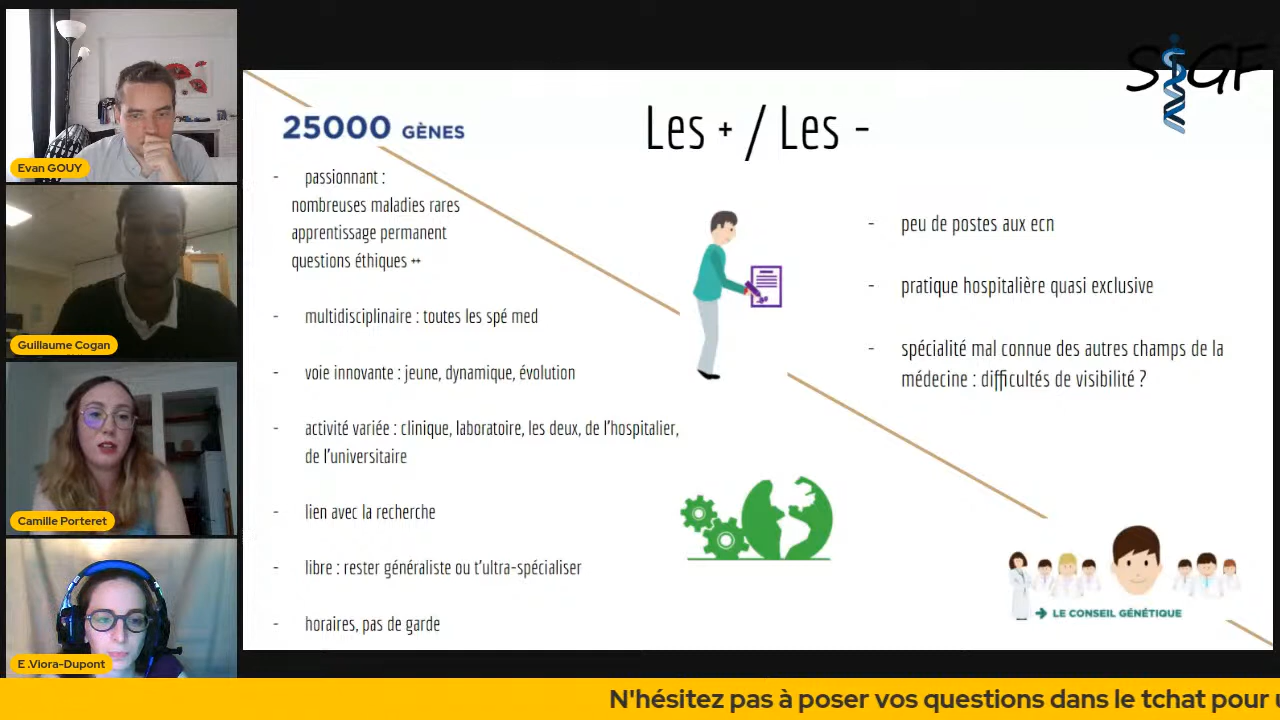 Evan GOUY
Guillaume Cogan
Camille Porteret
E .Viora-Dupont
SIGF
25000 GÈNES
Les + / Les -
- passionnant :
nombreuses maladies rares
apprentissage permanent
questions éthiques ++
- multidisciplinaire : toutes les spé med
- voie innovante : jeune, dynamique, évolution
- activité variée : clinique, laboratoire, les deux, de l'hospitalier,
de l'universitaire
- lien avec la recherche
- libre : rester généraliste ou t'ultra-spécialiser
- horaires, pas de garde
- peu de postes aux ecn
- pratique hospitalière quasi exclusive
- spécialité mal connue des autres champs de la
médecine : difficultés de visibilité ?
→ LE CONSEIL GÉNÉTIQUE
N'hésitez pas à poser vos questions dans le tchat pour